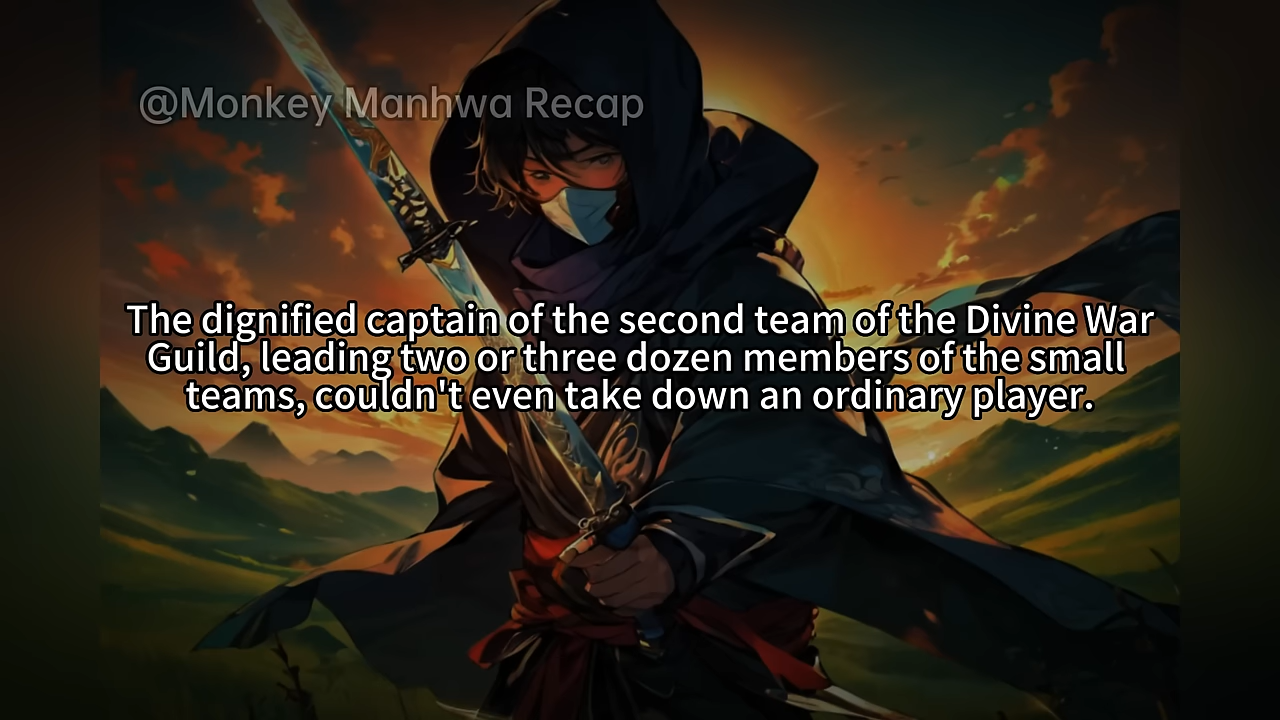 @Monkey Manhwa Recap
The dignified captain of the second team of the Divine War
Guild, leading two or three dozen members of the small
teams, couldn't even take down an ordinary player.